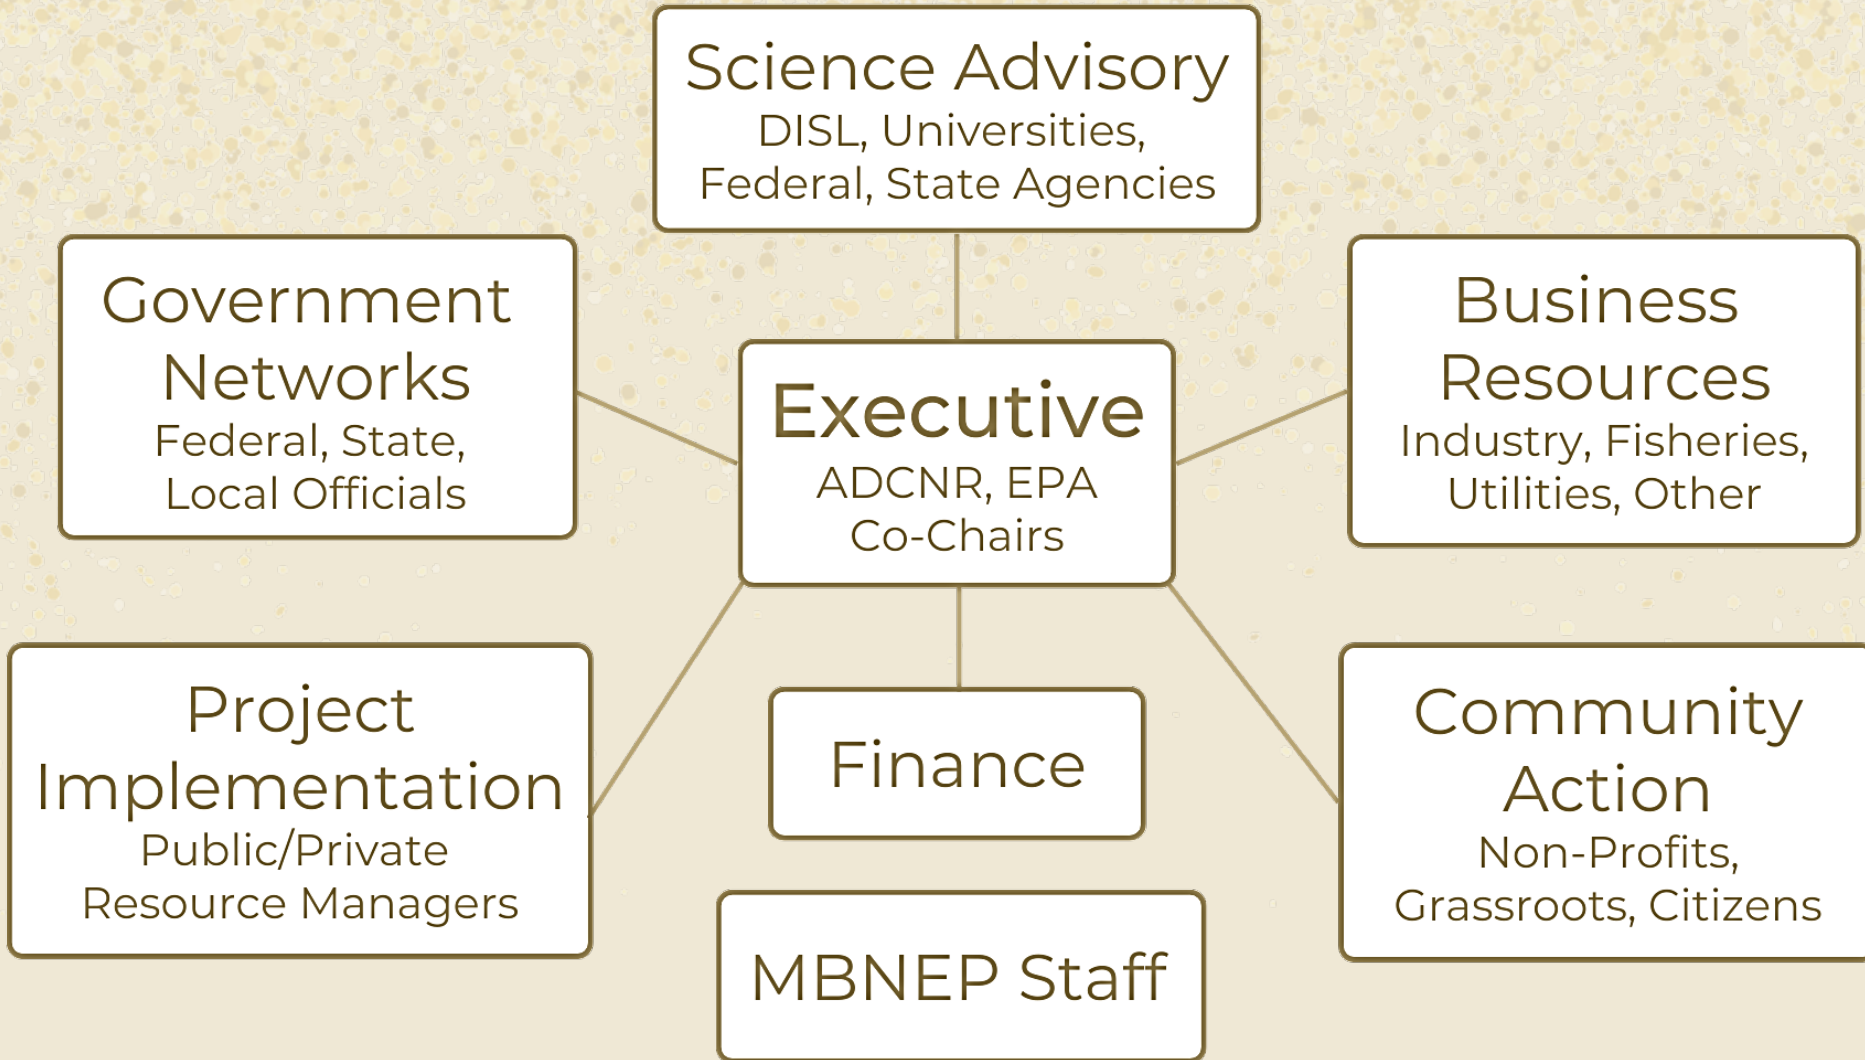 Science Advisory
DISL, Universities,
Federal, State Agencies
Government
Networks
Federal, State,
Local Officials
Executive
ADCNR, EPA
Co-Chairs
Business
Resources
Industry, Fisheries,
Utilities, Other
Project
Implementation
Public/Private
Resource Managers
Finance
Community
Action
Non-Profits,
Grassroots, Citizens
MBNEP Staff